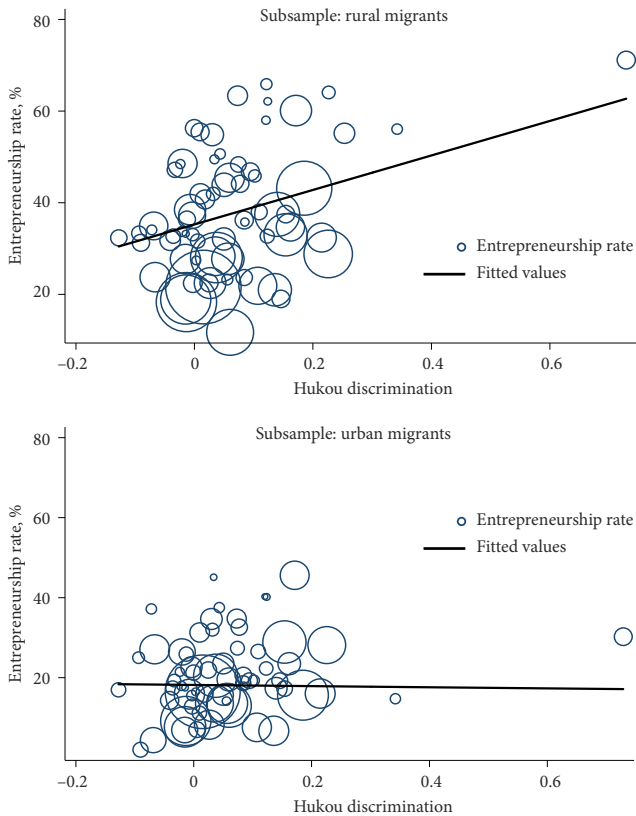 Subsample: rural migrants
80
60
40
20
Entrepreneurship rate, %
Entrepreneurship rate
Fitted values
–0.2
0
0.2
0.4
0.6
Hukou discrimination
Subsample: urban migrants
80
60
40
20
Entrepreneurship rate, %
Entrepreneurship rate
Fitted values
–0.2
0
0.2
0.4
0.6
Hukou discrimination